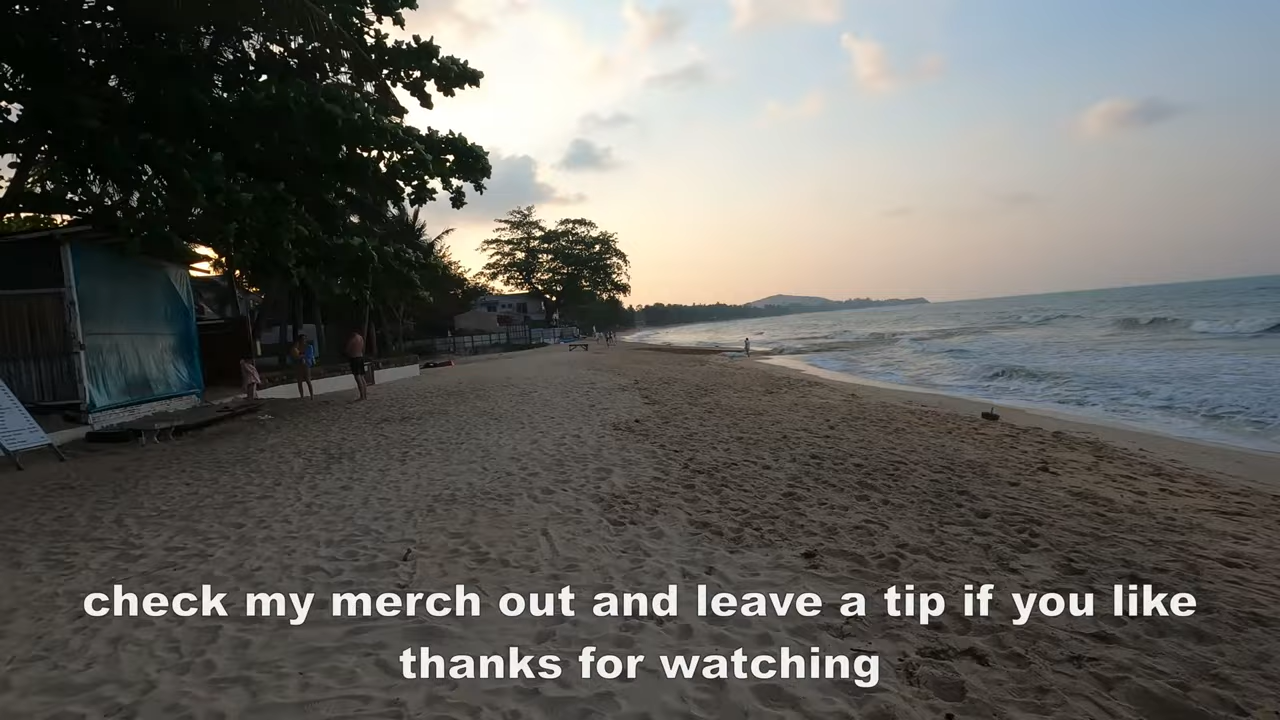 check my merch out and leave a tip if you like
thanks for watching